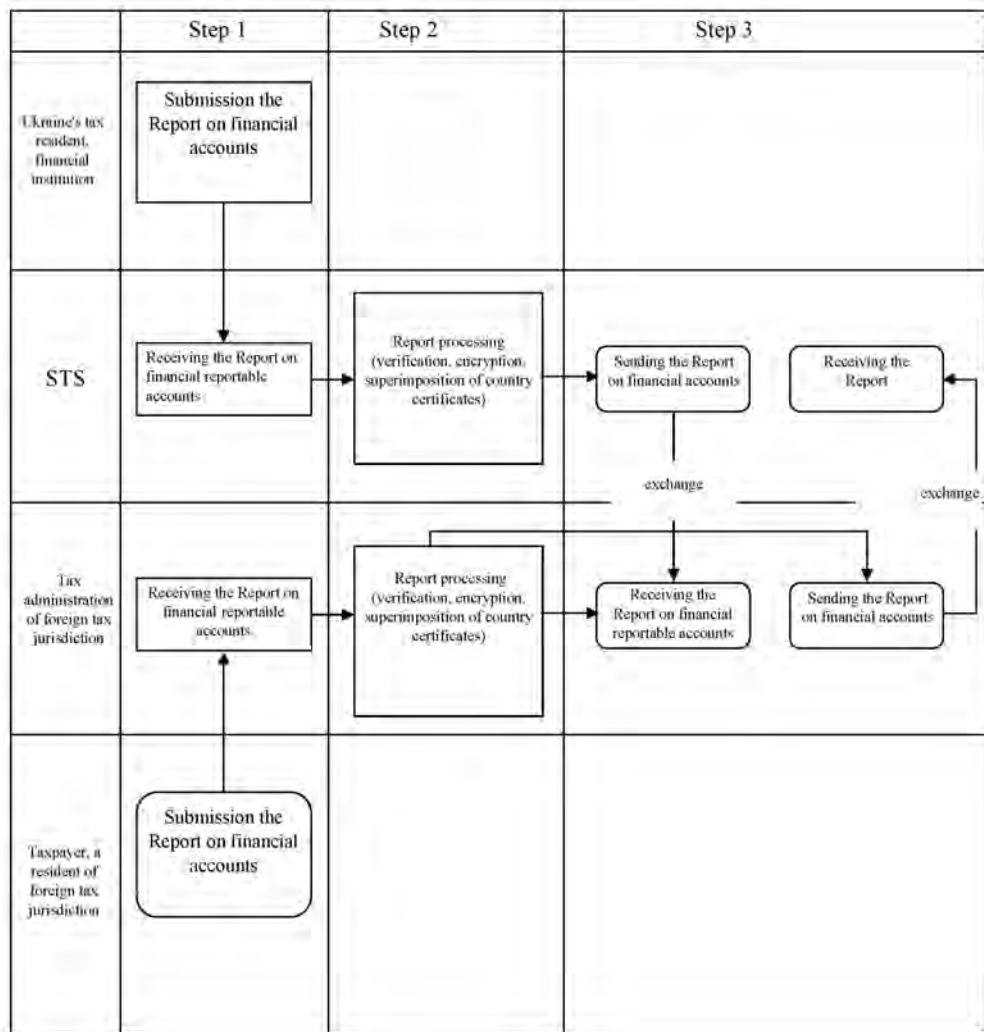 Step 1
Step 2
Step 3
Ukraine's tax
resident,
financial
institution
Submission the
Report on financial
accounts
STS
Receiving the Report on
financial reportable
accounts
Report processing
(verification, encryption,
superimposition of country
certificates)
Sending the Report
on financial accounts
Receiving the
Report
exchange
exchange
Tax
administration
of foreign tax
jurisdiction
Receiving the Report on
financial reportable
accounts.
Report processing
(verification, encryption,
superimposition of country
certificates)
Receiving the
Report on financial
reportable accounts
Sending the Report
on financial accounts
Taxpayer, a
resident of
foreign tax
jurisdiction
Submission the
Report on financial
accounts